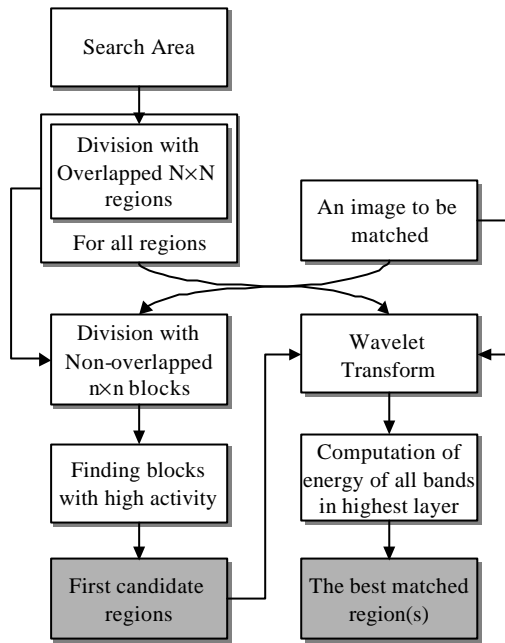 Search Area
Division with
Overlapped N×N
regions
For all regions
An image to be
matched
Division with
Non-overlapped
n×n blocks
Wavelet
Transform
Finding blocks
with high activity
Computation of
energy of all bands
in highest layer
First candidate
regions
The best matched
region(s)